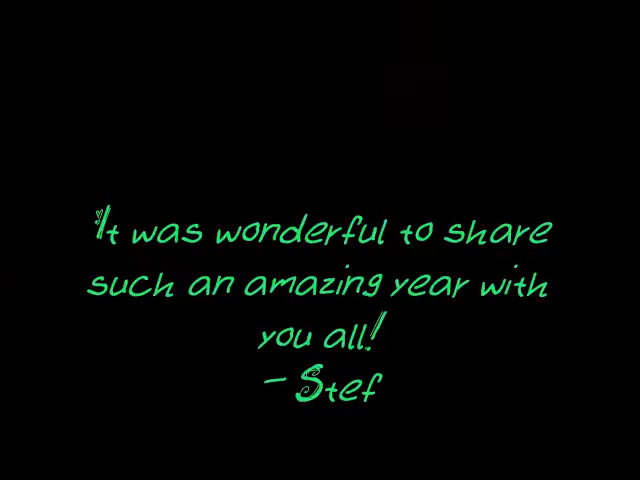 It was wonderful to share
such an amazing year with
you all!
- Stef